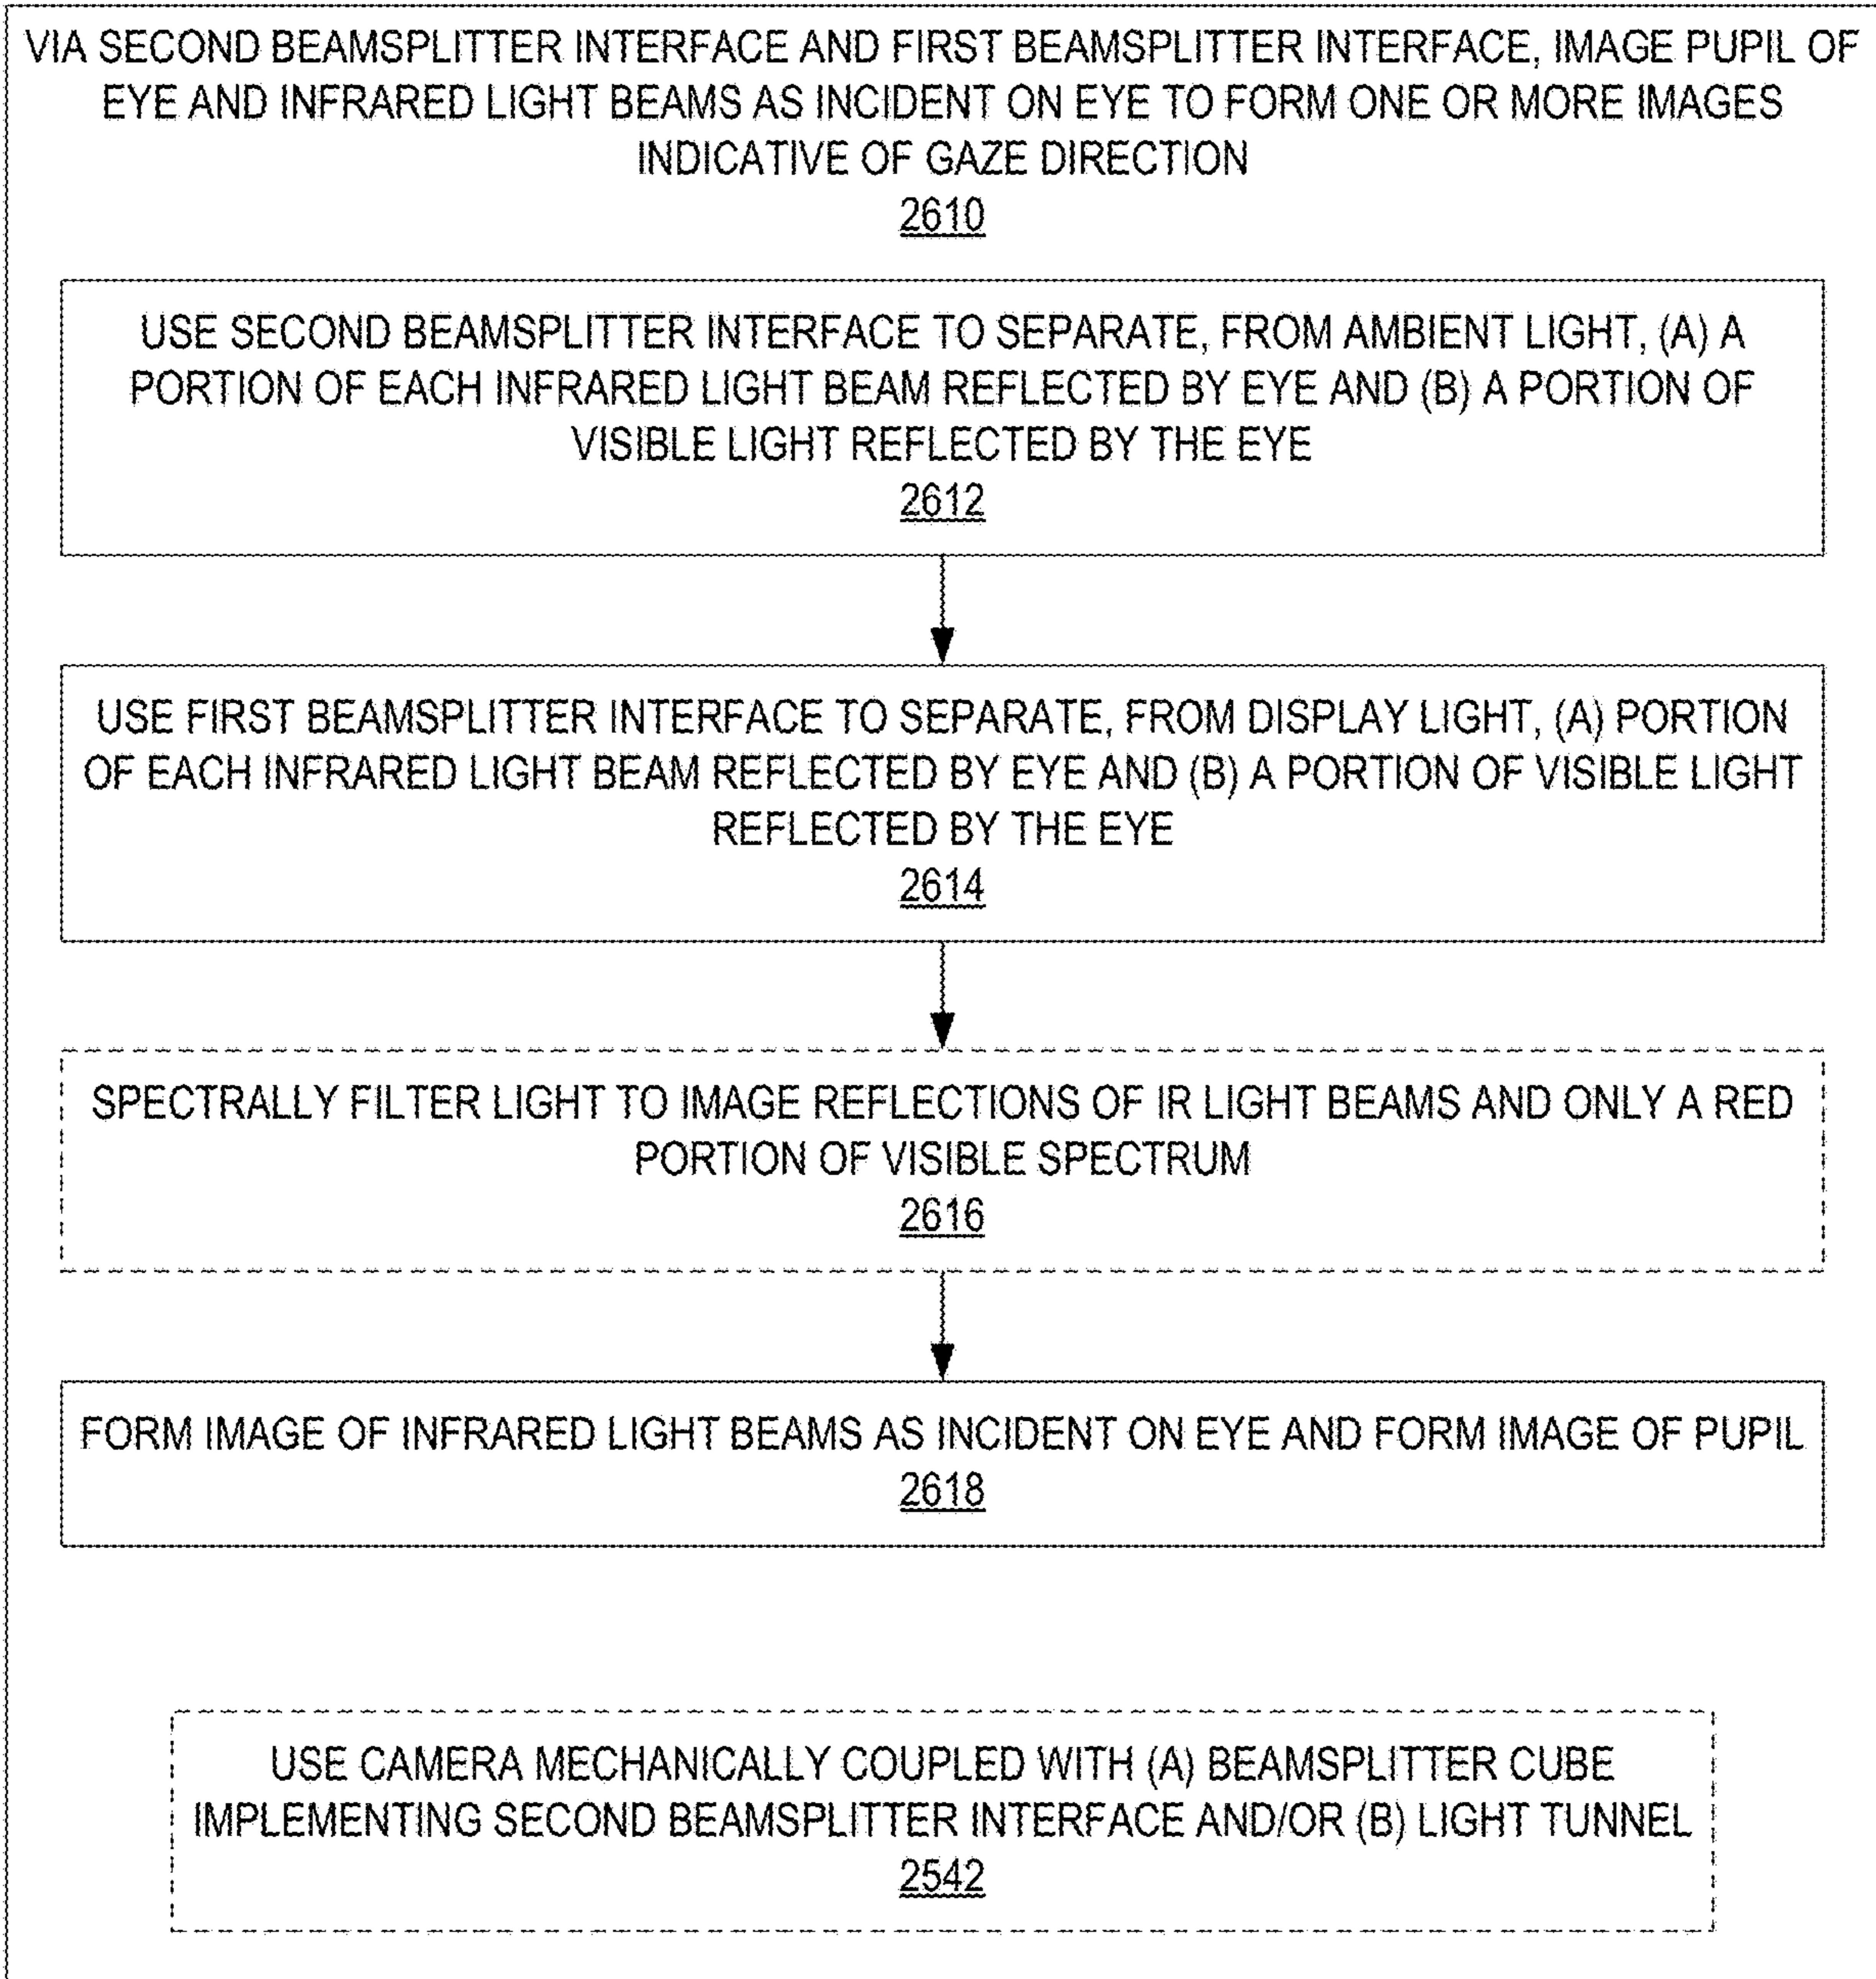 VIA SECOND BEAMSPLITTER INTERFACE AND FIRST BEAMSPLITTER INTERFACE, IMAGE PUPIL OF
EYE AND INFRARED LIGHT BEAMS AS INCIDENT ON EYE TO FORM ONE OR MORE IMAGES
INDICATIVE OF GAZE DIRECTION
2610
USE SECOND BEAMSPLITTER INTERFACE TO SEPARATE, FROM AMBIENT LIGHT, (A) A
PORTION OF EACH INFRARED LIGHT BEAM REFLECTED BY EYE AND (B) A PORTION OF
VISIBLE LIGHT REFLECTED BY THE EYE
2612
USE FIRST BEAMSPLITTER INTERFACE TO SEPARATE, FROM DISPLAY LIGHT, (A) PORTION
OF EACH INFRARED LIGHT BEAM REFLECTED BY EYE AND (B) A PORTION OF VISIBLE LIGHT
REFLECTED BY THE EYE
2614
SPECTRALLY FILTER LIGHT TO IMAGE REFLECTIONS OF IR LIGHT BEAMS AND ONLY A RED
PORTION OF VISIBLE SPECTRUM
2616
FORM IMAGE OF INFRARED LIGHT BEAMS AS INCIDENT ON EYE AND FORM IMAGE OF PUPIL
2618
USE CAMERA MECHANICALLY COUPLED WITH (A) BEAMSPLITTER CUBE
IMPLEMENTING SECOND BEAMSPLITTER INTERFACE AND/OR (B) LIGHT TUNNEL
2542